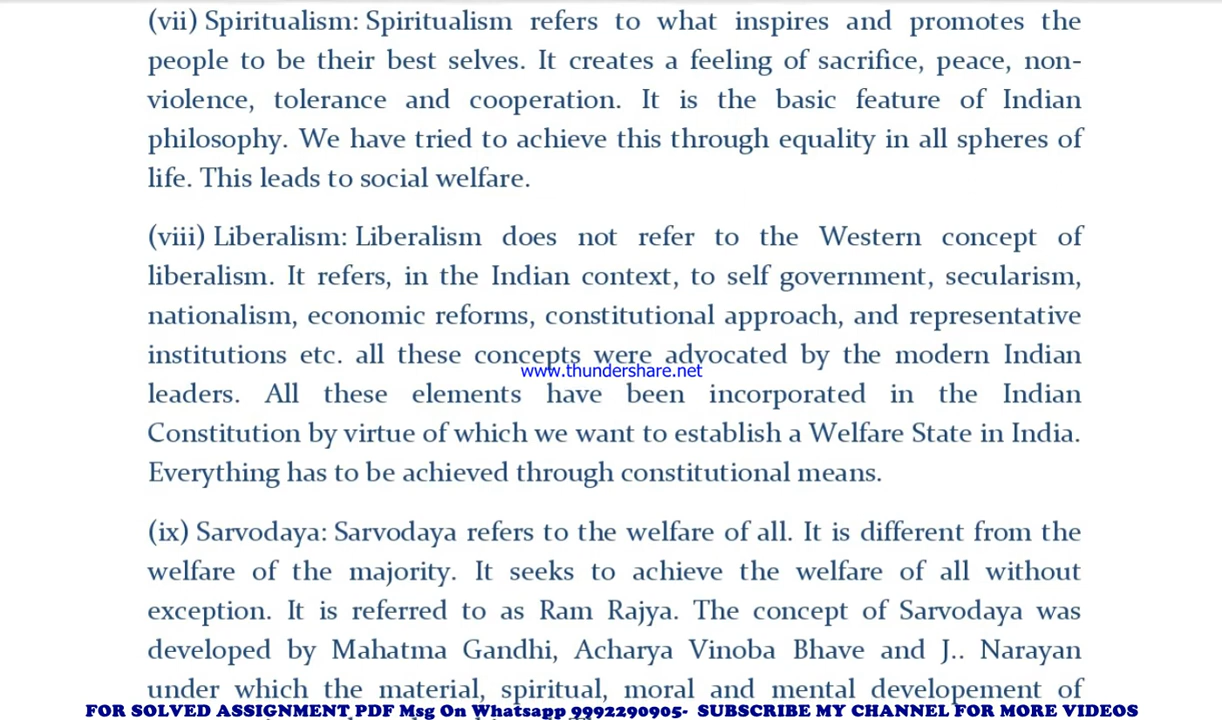 (vii) Spiritualism: Spiritualism refers to what inspires and promotes the
people to be their best selves. It creates a feeling of sacrifice, peace, non-
violence, tolerance and cooperation. It is the basic feature of Indian
philosophy. We have tried to achieve this through equality in all spheres of
life. This leads to social welfare.
(viii) Liberalism: Liberalism does not refer to the Western concept of
liberalism. It refers, in the Indian context, to self government, secularism,
nationalism, economic reforms, constitutional approach, and representative
institutions etc. all these concepts were advocated by the modern Indian
www.thundershare.net
leaders. All these elements have been incorporated in the Indian
Constitution by virtue of which we want to establish a Welfare State in India.
Everything has to be achieved through constitutional means.
(ix) Sarvodaya: Sarvodaya refers to the welfare of all. It is different from the
welfare of the majority. It seeks to achieve the welfare of all without
exception. It is referred to as Ram Rajya. The concept of Sarvodaya was
developed by Mahatma Gandhi, Acharya Vinoba Bhave and J.. Narayan
under which the material, spiritual, moral and mental developement of
FOR SOLVED ASSIGNMENT PDF Msg On Whatsapp 9992290905- SUBSCRIBE MY CHANNEL FOR MORE VIDEOS